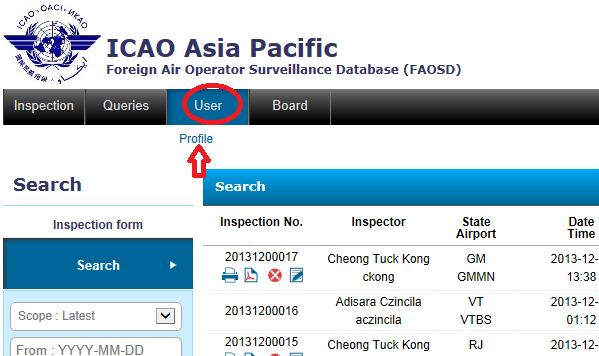 ICAO · OACI · ИКАО
ICAO Asia Pacific
Foreign Air Operator Surveillance Database (FAOSD)
Inspection Queries User Board
Profile
Search
Inspection form
Search
Scope : Latest
From : YYYY-MM-DD
Search
Inspection No. Inspector State Airport Date Time
20131200017 Cheong Tuck Kong ckong GM GMMN 2013-12- 13:38
20131200016 Adisara Czincila aczincila VT VTBS 2013-12- 01:12
20131200015 Cheong Tuck Kong RJ 2013-12-